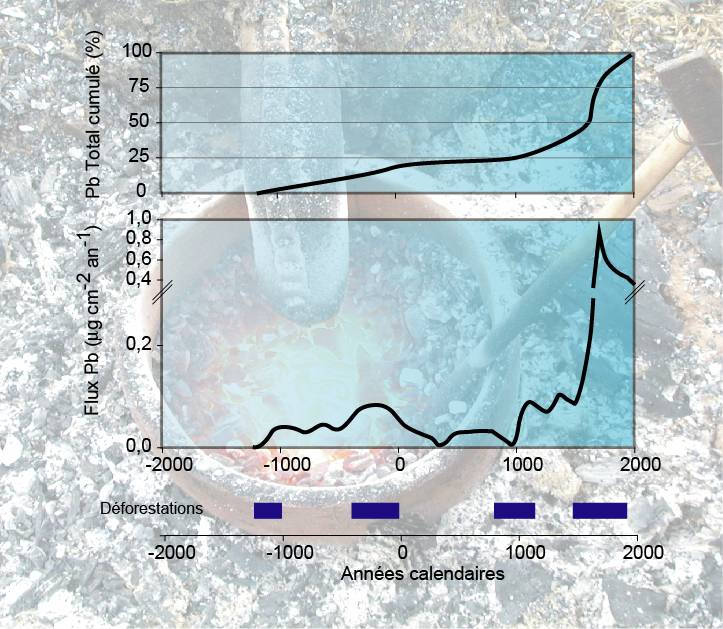 Pb Total cumulé (%)
100
75
50
25
0
Flux Pb (µg cm-2 an-1)
1,0
0,8
0,6
0,4
0,2
0,0
-2000 -1000 0 1000 2000
Déforestations
-2000 -1000 0 1000 2000
Années calendaires